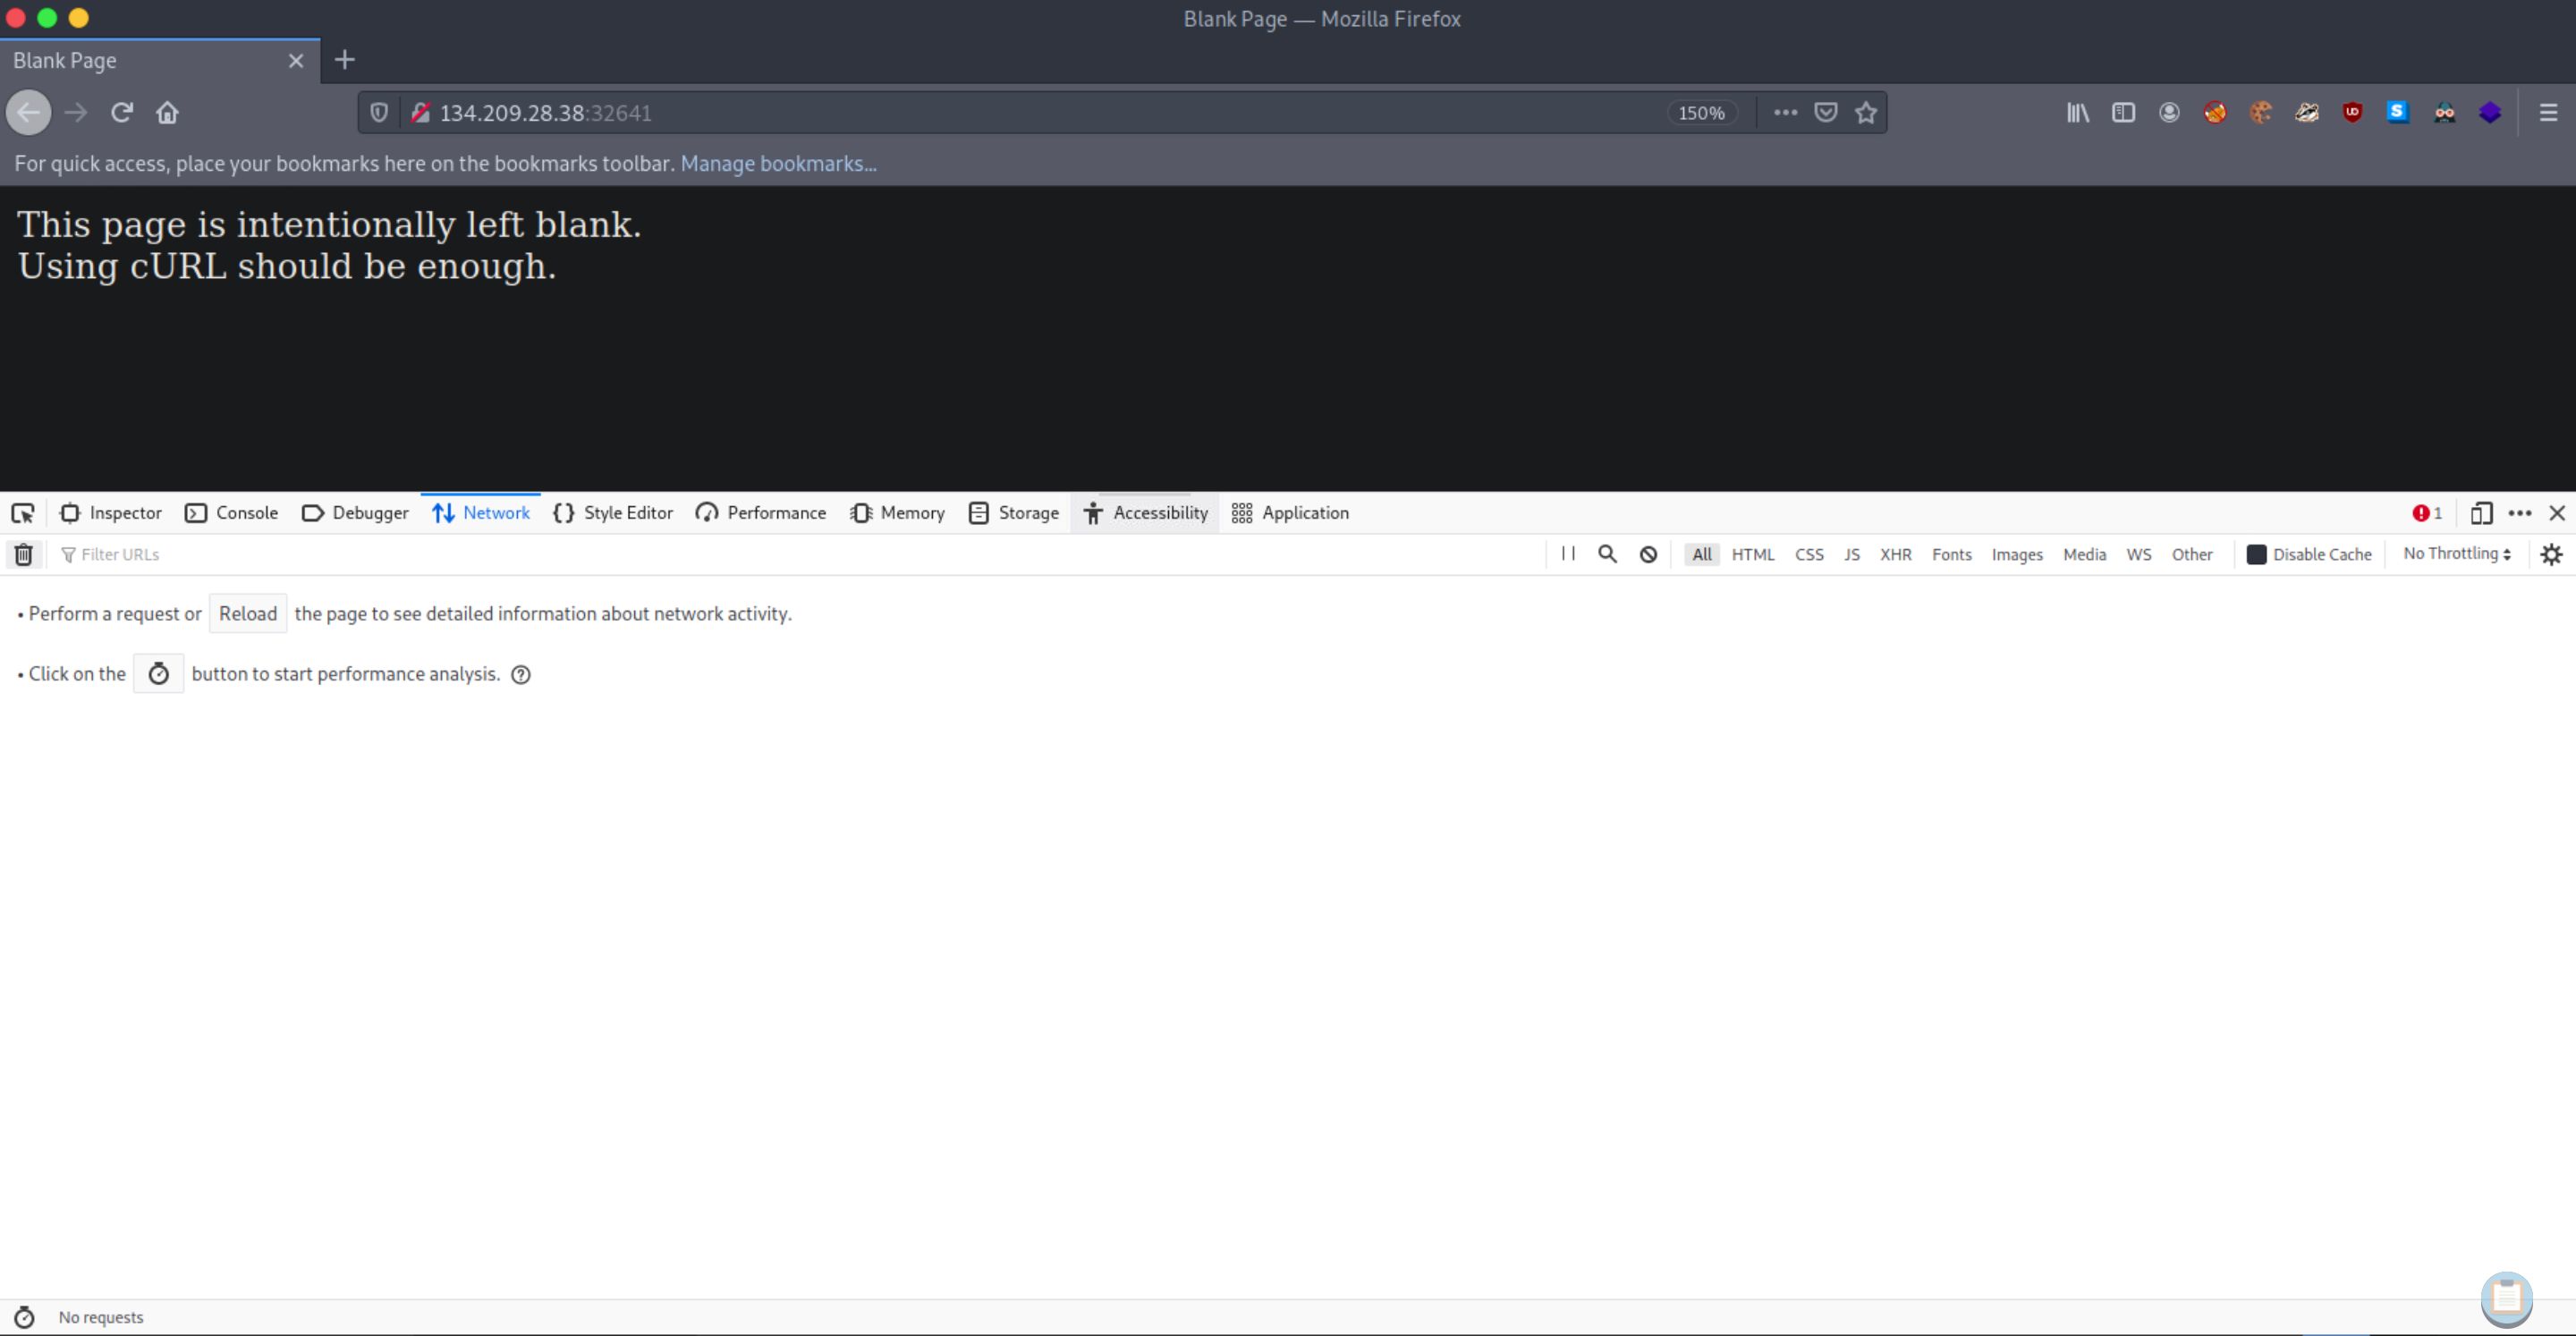 Blank Page — Mozilla Firefox
Blank Page
134.209.28.38:32641
150%
For quick access, place your bookmarks here on the bookmarks toolbar. Manage bookmarks...
This page is intentionally left blank.
Using cURL should be enough.
Inspector Console Debugger Network Style Editor Performance Memory Storage Accessibility Application 1
Filter URLs All HTML CSS JS XHR Fonts Images Media WS Other Disable Cache No Throttling
• Perform a request or Reload the page to see detailed information about network activity.
• Click on the button to start performance analysis.
No requests